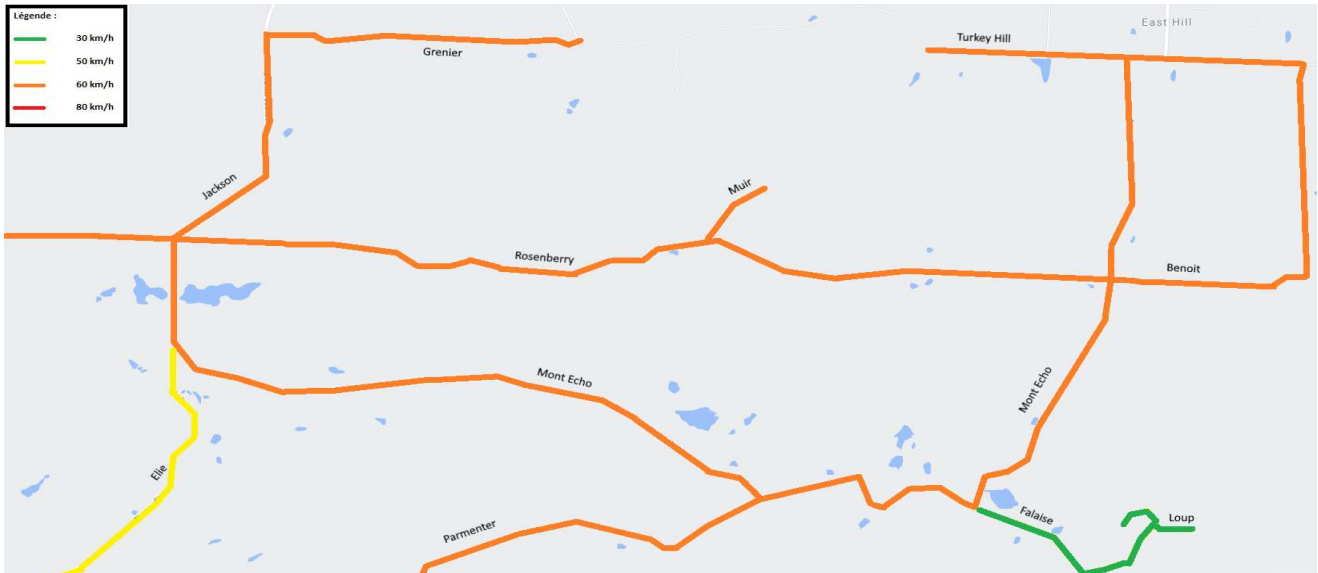 Légende :
30 km/h
50 km/h
60 km/h
80 km/h
East Hill
Turkey Hill
Grenier
Jackson
Muir
Rosenberry
Benoit
Mont Echo
Mont Echo
Elie
Parmenter
Falaise
Loup